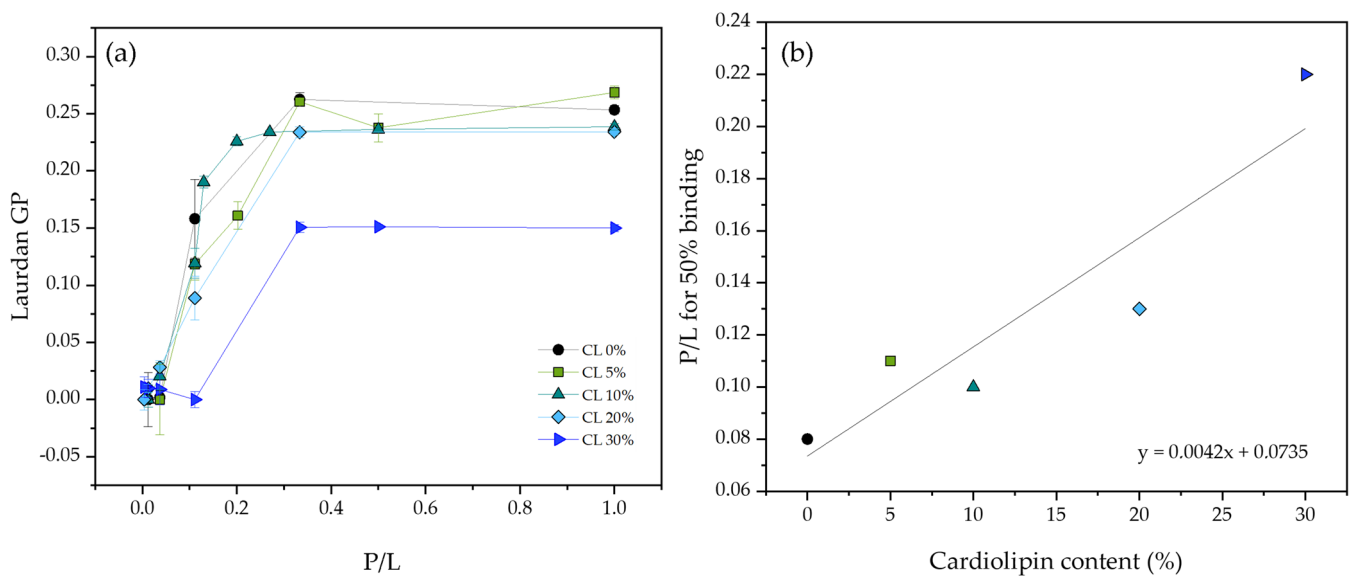 (a)
Laurdan GP
0.30
0.25
0.20
0.15
0.10
0.05
0.00
-0.05
0.0
0.2
0.4
0.6
0.8
1.0
P/L
CL 0%
CL 5%
CL 10%
CL 20%
CL 30%
(b)
P/L for 50% binding
0.24
0.22
0.20
0.18
0.16
0.14
0.12
0.10
0.08
0.06
y = 0.0042x + 0.0735
0
5
10
15
20
25
30
Cardiolipin content (%)